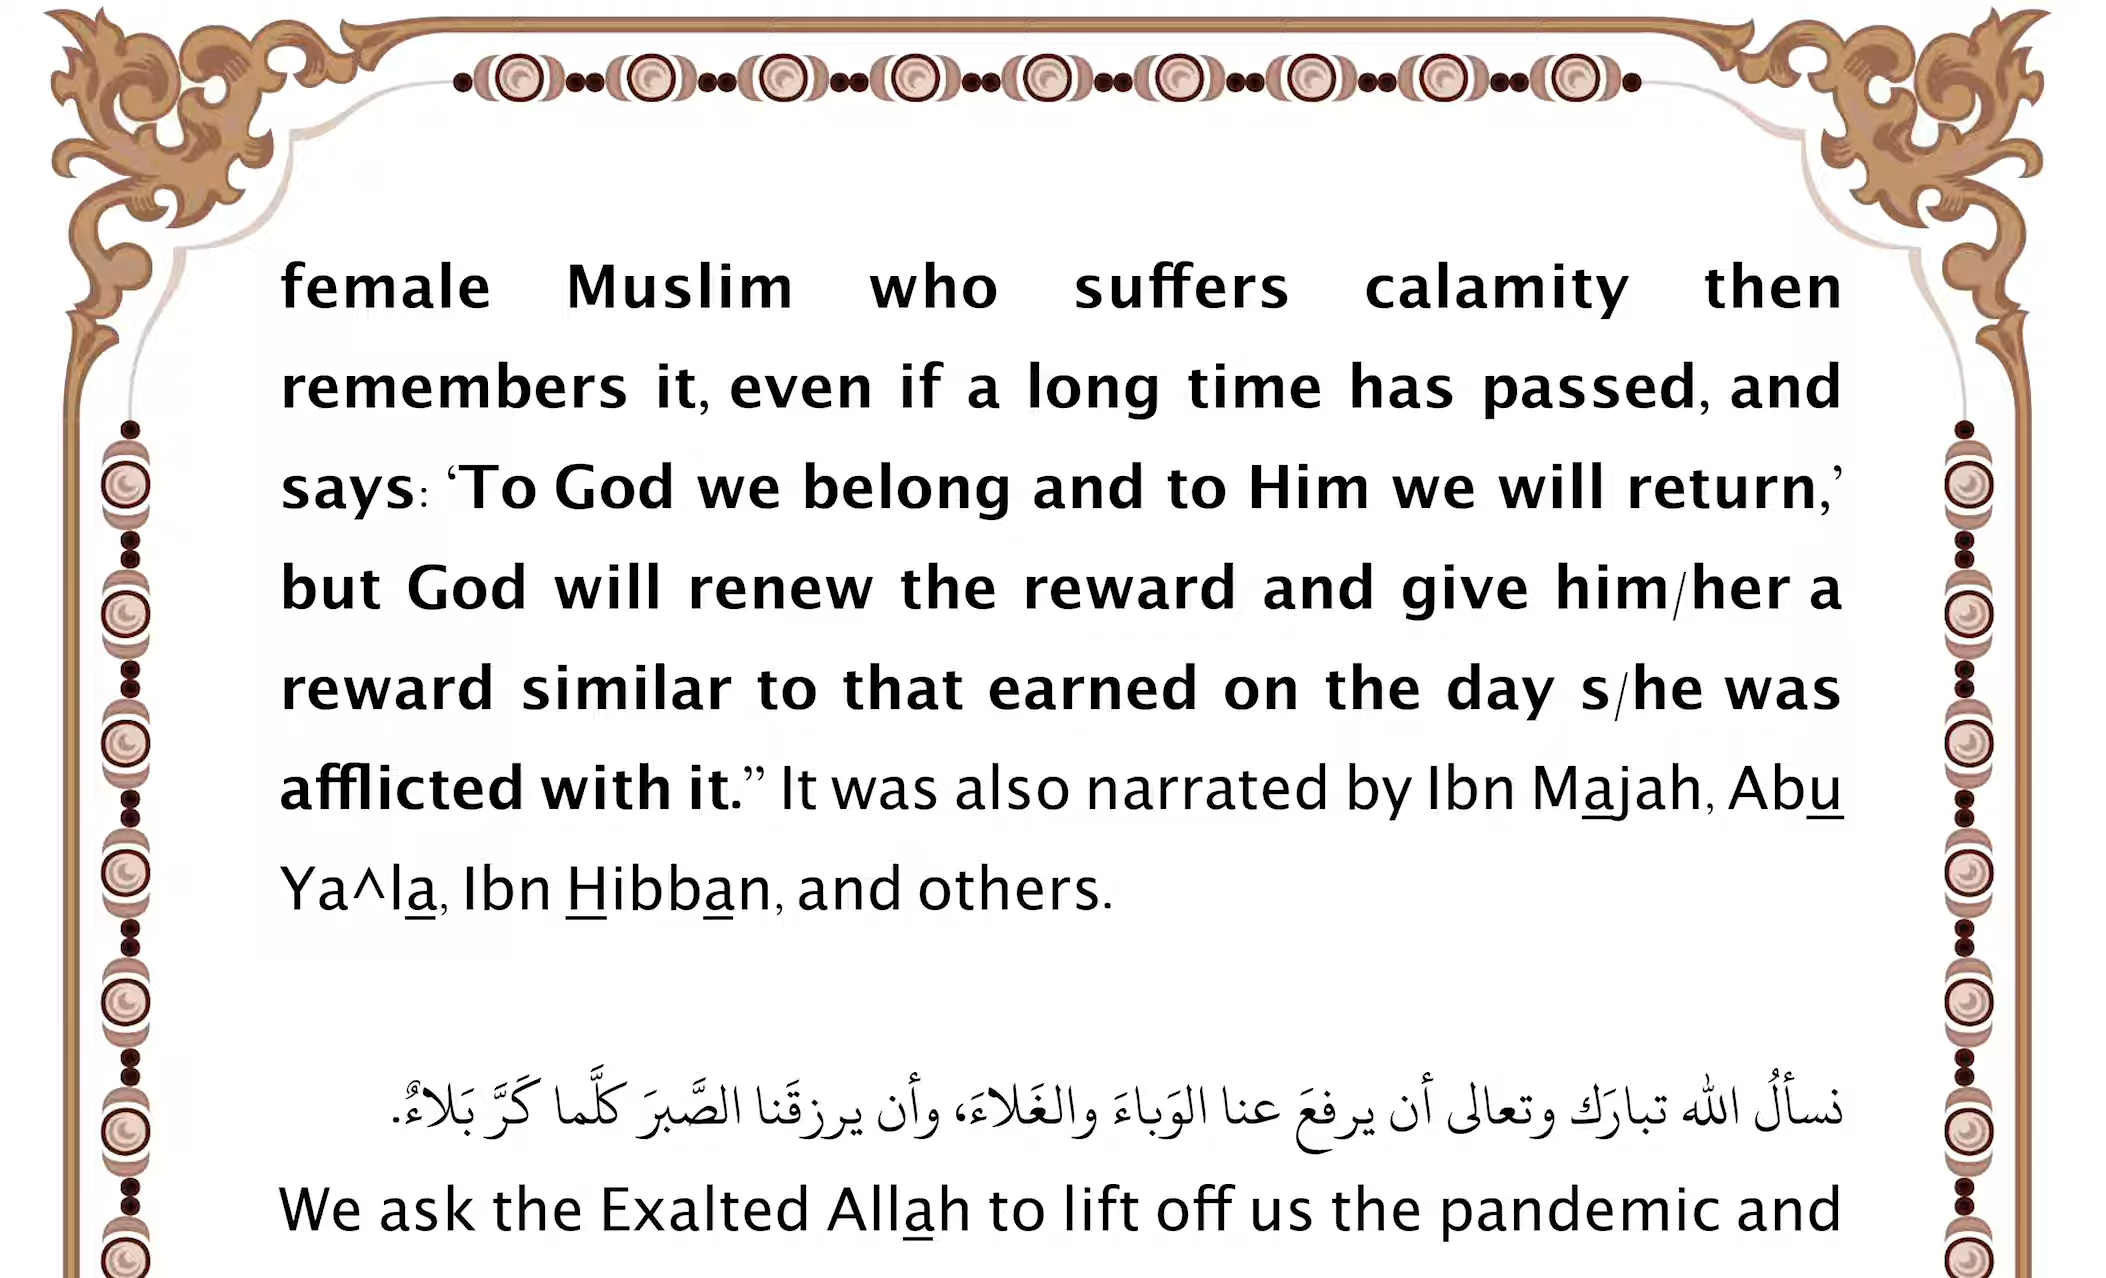 female Muslim who suffers calamity then
remembers it, even if a long time has passed, and
says: ‘To God we belong and to Him we will return,’
but God will renew the reward and give him/her a
reward similar to that earned on the day s/he was
afflicted with it.” It was also narrated by Ibn Majah, Abu
Ya^la, Ibn Hibban, and others.
نسألُ الله تبارَك وتعالى أن يرفعَ عنا الوَباءَ والغَلاءَ، وأن يرزقَنا الصَّبرَ كلَّما كَرَّ بَلاءٌ.
We ask the Exalted Allah to lift off us the pandemic and